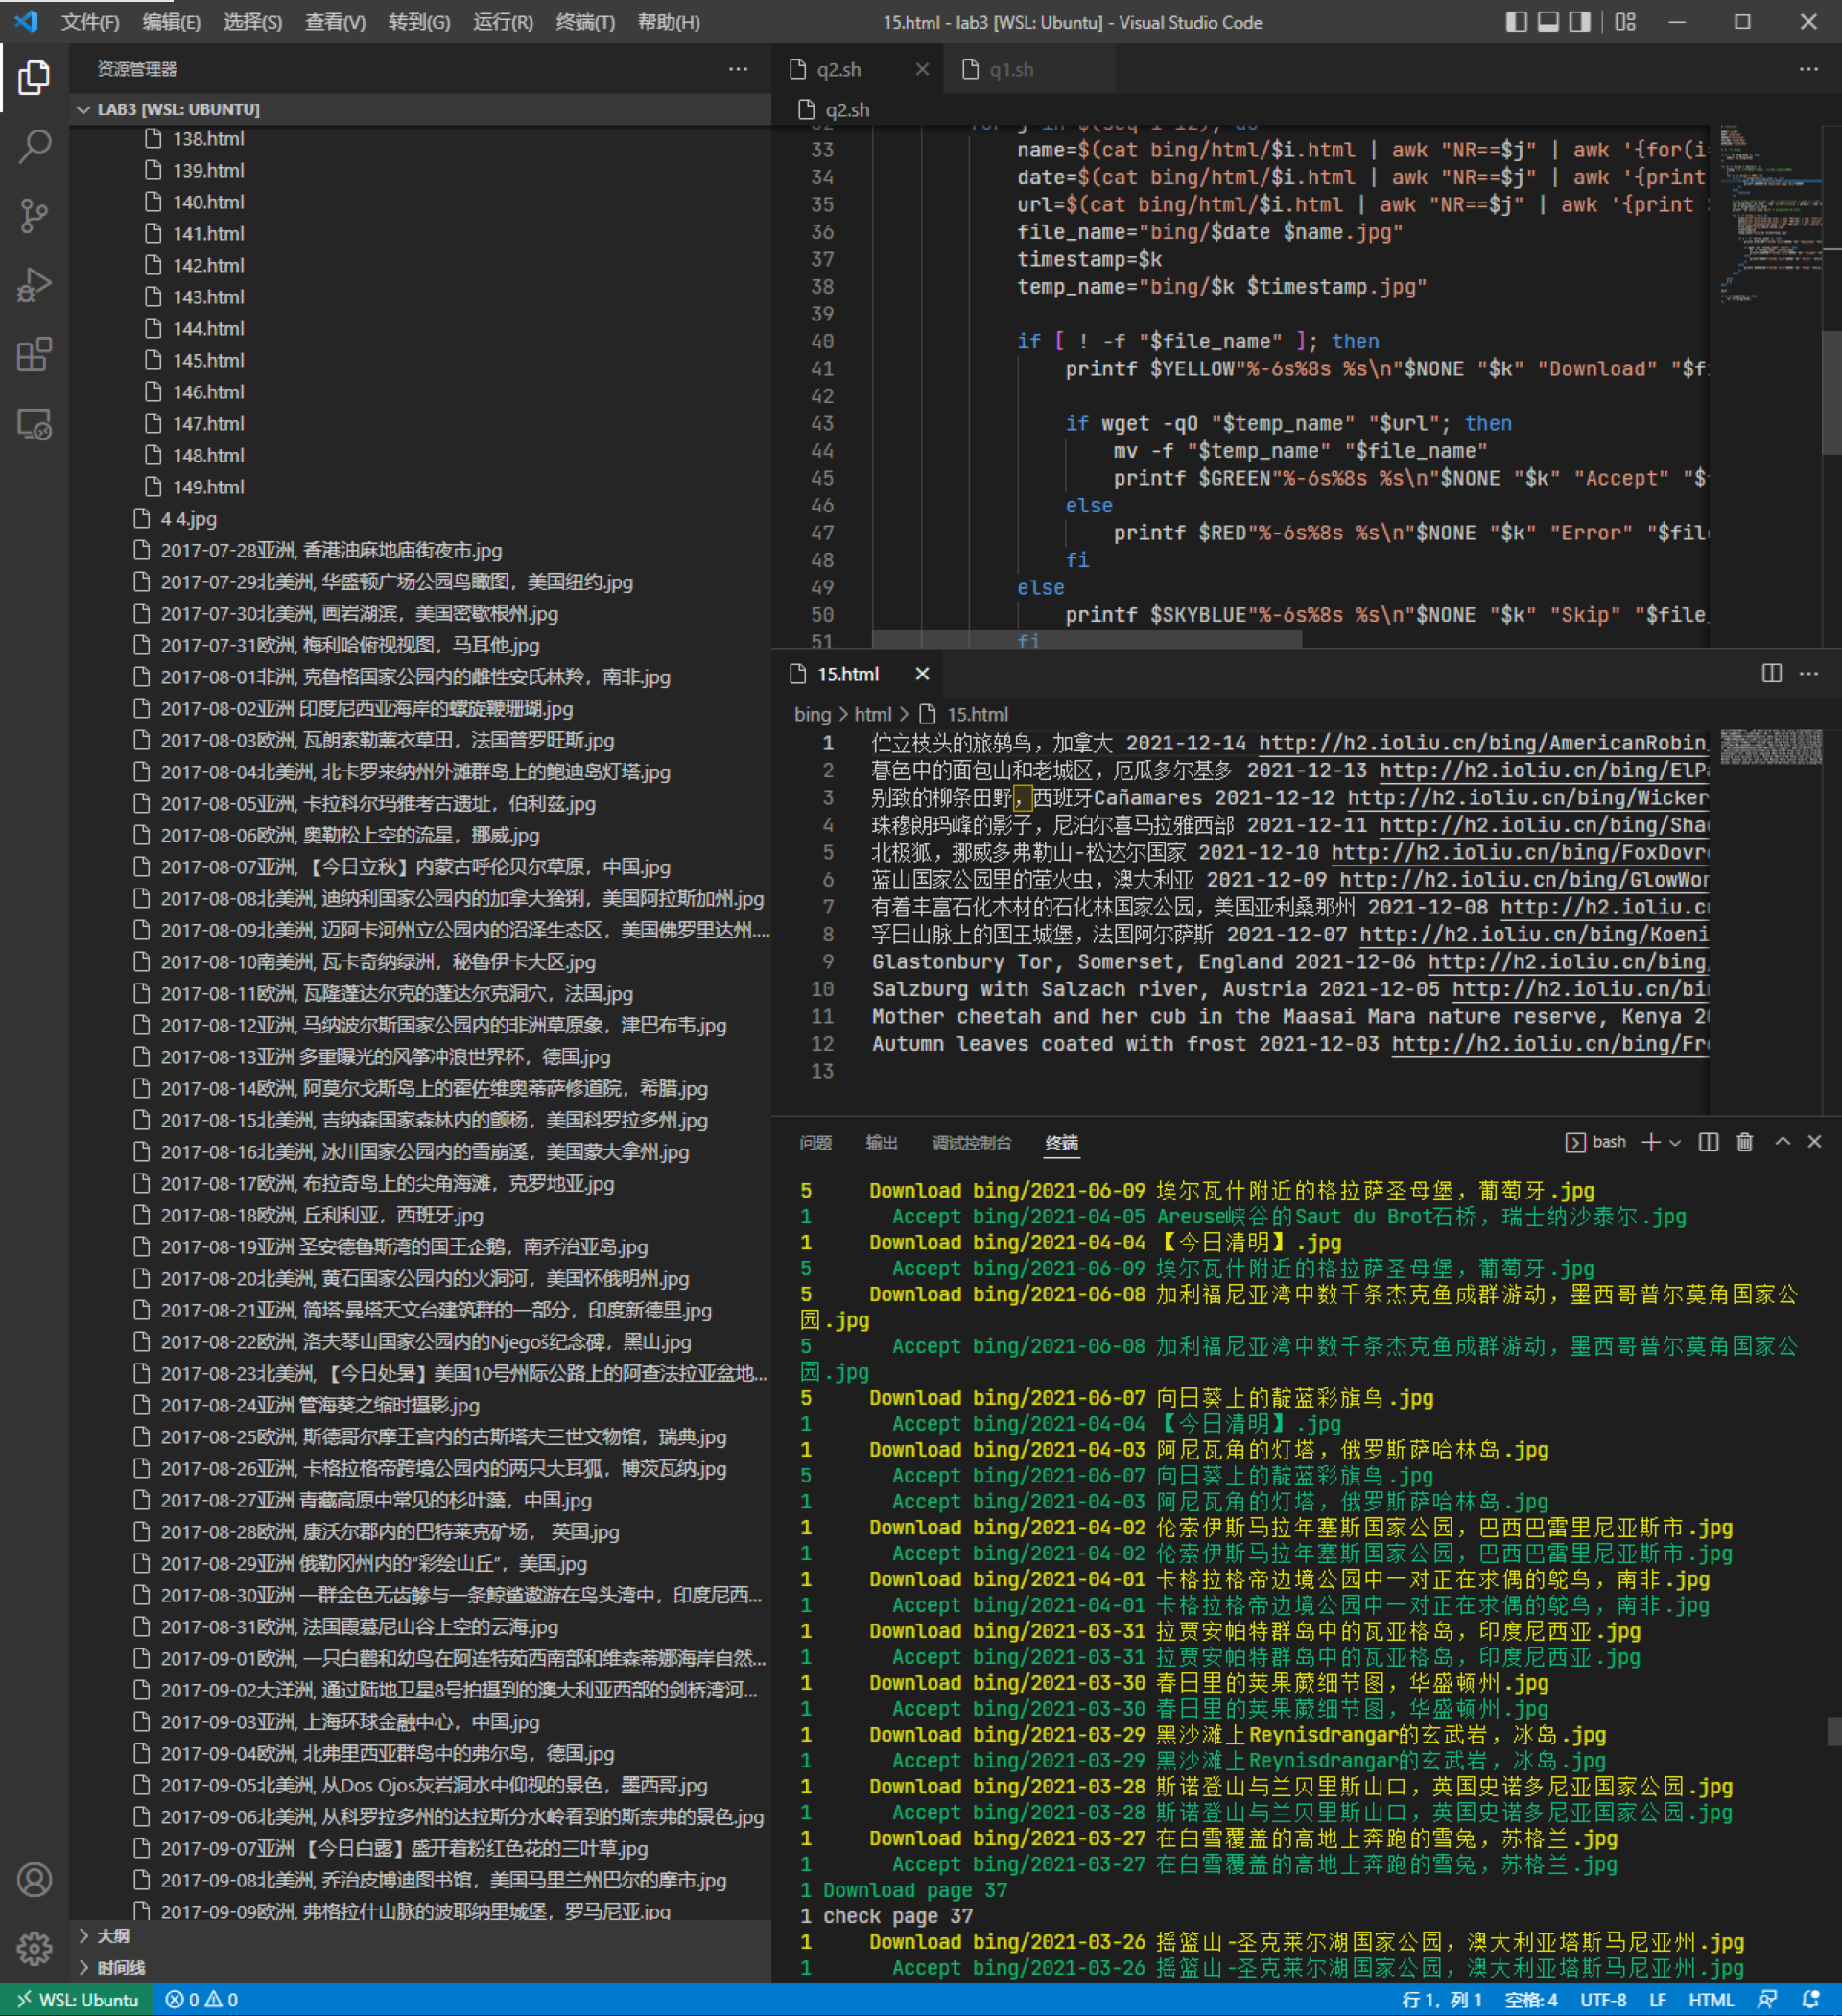 文件(F) 编辑(E) 选择(S) 查看(V) 转到(G) 运行(R) 终端(T) 帮助(H) 15.html - lab3 [WSL: Ubuntu] - Visual Studio Code
资源管理器
LAB3 [WSL: UBUNTU]
138.html
139.html
140.html
141.html
142.html
143.html
144.html
145.html
146.html
147.html
148.html
149.html
4 4.jpg
2017-07-28亚洲, 香港油麻地庙街夜市.jpg
2017-07-29北美洲, 华盛顿广场公园鸟瞰图，美国纽约.jpg
2017-07-30北美洲, 画岩湖滨，美国密歇根州.jpg
2017-07-31欧洲, 梅利哈俯视视图，马耳他.jpg
2017-08-01非洲, 克鲁格国家公园内的雌性安氏林羚，南非.jpg
2017-08-02亚洲 印度尼西亚海岸的螺旋鞭珊瑚.jpg
2017-08-03欧洲, 瓦朗索勒薰衣草田，法国普罗旺斯.jpg
2017-08-04北美洲, 北卡罗来纳州外滩群岛上的鲍迪岛灯塔.jpg
2017-08-05亚洲, 卡拉科尔玛雅考古遗址，伯利兹.jpg
2017-08-06欧洲, 奥勒松上空的流星，挪威.jpg
2017-08-07亚洲, 【今日立秋】内蒙古呼伦贝尔草原，中国.jpg
2017-08-08北美洲, 迪纳利国家公园内的加拿大猞猁，美国阿拉斯加州.jpg
2017-08-09北美洲, 迈阿卡河州立公园内的沼泽生态区，美国佛罗里达州....
2017-08-10南美洲, 瓦卡奇纳绿洲，秘鲁伊卡大区.jpg
2017-08-11欧洲, 瓦隆蓬达尔克的蓬达尔克洞穴，法国.jpg
2017-08-12亚洲, 马纳波尔斯国家公园内的非洲草原象，津巴布韦.jpg
2017-08-13亚洲 多重曝光的风筝冲浪世界杯，德国.jpg
2017-08-14欧洲, 阿莫尔戈斯岛上的霍佐维奥蒂萨修道院，希腊.jpg
2017-08-15北美洲, 吉纳森国家森林内的颤杨，美国科罗拉多州.jpg
2017-08-16北美洲, 冰川国家公园内的雪崩溪，美国蒙大拿州.jpg
2017-08-17欧洲, 布拉奇岛上的尖角海滩，克罗地亚.jpg
2017-08-18欧洲, 丘利利亚，西班牙.jpg
2017-08-19亚洲 圣安德鲁斯湾的国王企鹅，南乔治亚岛.jpg
2017-08-20北美洲, 黄石国家公园内的火洞河，美国怀俄明州.jpg
2017-08-21亚洲, 简塔·曼塔天文台建筑群的一部分，印度新德里.jpg
2017-08-22欧洲, 洛夫琴山国家公园内的Njegoš纪念碑，黑山.jpg
2017-08-23北美洲, 【今日处暑】美国10号州际公路上的阿查法拉亚盆地...
2017-08-24亚洲 管海葵之缩时摄影.jpg
2017-08-25欧洲, 斯德哥尔摩王宫内的古斯塔夫三世文物馆，瑞典.jpg
2017-08-26亚洲, 卡格拉格帝跨境公园内的两只大耳狐，博茨瓦纳.jpg
2017-08-27亚洲 青藏高原中常见的杉叶藻，中国.jpg
2017-08-28欧洲, 康沃尔郡内的巴特莱克矿场， 英国.jpg
2017-08-29亚洲 俄勒冈州内的“彩绘山丘”，美国.jpg
2017-08-30亚洲 一群金色无齿鲹与一条鲸鲨遨游在鸟头湾中，印度尼西...
2017-08-31欧洲, 法国霞慕尼山谷上空的云海.jpg
2017-09-01欧洲, 一只白鹳和幼鸟在阿连特茹西南部和维森蒂娜海岸自然...
2017-09-02大洋洲, 通过陆地卫星8号拍摄到的澳大利亚西部的剑桥湾河...
2017-09-03亚洲, 上海环球金融中心，中国.jpg
2017-09-04欧洲, 北弗里西亚群岛中的弗尔岛，德国.jpg
2017-09-05北美洲, 从Dos Ojos灰岩洞水中仰视的景色，墨西哥.jpg
2017-09-06北美洲, 从科罗拉多州的达拉斯分水岭看到的斯奈弗的景色.jpg
2017-09-07亚洲 【今日白露】盛开着粉红色花的三叶草.jpg
2017-09-08北美洲, 乔治皮博迪图书馆，美国马里兰州巴尔的摩市.jpg
2017-09-09欧洲, 弗格拉什山脉的波耶纳里城堡，罗马尼亚.jpg
大纲
时间线
q2.sh q1.sh
q2.sh
32 for j in $(seq 1 12); do
33 name=$(cat bing/html/$i.html | awk "NR==$j" | awk '{for(i=
34 date=$(cat bing/html/$i.html | awk "NR==$j" | awk '{print
35 url=$(cat bing/html/$i.html | awk "NR==$j" | awk '{print
36 file_name="bing/$date $name.jpg"
37 timestamp=$k
38 temp_name="bing/$k $timestamp.jpg"
39
40 if [ ! -f "$file_name" ]; then
41 printf $YELLOW"%-6s%8s %s\n"$NONE "$k" "Download" "$f
42
43 if wget -qO "$temp_name" "$url"; then
44 mv -f "$temp_name" "$file_name"
45 printf $GREEN"%-6s%8s %s\n"$NONE "$k" "Accept" "$
46 else
47 printf $RED"%-6s%8s %s\n"$NONE "$k" "Error" "$fil
48 fi
49 else
50 printf $SKYBLUE"%-6s%8s %s\n"$NONE "$k" "Skip" "$file
51 fi
15.html
bing > html > 15.html
1 伫立枝头的旅鸫鸟，加拿大 2021-12-14 http://h2.ioliu.cn/bing/AmericanRobin
2 暮色中的面包山和老城区，厄瓜多尔基多 2021-12-13 http://h2.ioliu.cn/bing/ElP
3 别致的柳条田野，西班牙Cañamares 2021-12-12 http://h2.ioliu.cn/bing/Wicker
4 珠穆朗玛峰的影子，尼泊尔喜马拉雅西部 2021-12-11 http://h2.ioliu.cn/bing/Sha
5 北极狐，挪威多弗勒山-松达尔国家 2021-12-10 http://h2.ioliu.cn/bing/FoxDovr
6 蓝山国家公园里的萤火虫，澳大利亚 2021-12-09 http://h2.ioliu.cn/bing/GlowWor
7 有着丰富石化木材的石化林国家公园，美国亚利桑那州 2021-12-08 http://h2.ioliu.c
8 孚日山脉上的国王城堡，法国阿尔萨斯 2021-12-07 http://h2.ioliu.cn/bing/Koeni
9 Glastonbury Tor, Somerset, England 2021-12-06 http://h2.ioliu.cn/bing
10 Salzburg with Salzach river, Austria 2021-12-05 http://h2.ioliu.cn/bi
11 Mother cheetah and her cub in the Maasai Mara nature reserve, Kenya 2
12 Autumn leaves coated with frost 2021-12-03 http://h2.ioliu.cn/bing/Fr
13
问题 输出 调试控制台 终端 bash
5 Download bing/2021-06-09 埃尔瓦什附近的格拉萨圣母堡，葡萄牙.jpg
1 Accept bing/2021-04-05 Areuse峡谷的Saut du Brot石桥，瑞士纳沙泰尔.jpg
1 Download bing/2021-04-04 【今日清明】.jpg
5 Accept bing/2021-06-09 埃尔瓦什附近的格拉萨圣母堡，葡萄牙.jpg
5 Download bing/2021-06-08 加利福尼亚湾中数千条杰克鱼成群游动，墨西哥普尔莫角国家公
园.jpg
5 Accept bing/2021-06-08 加利福尼亚湾中数千条杰克鱼成群游动，墨西哥普尔莫角国家公
园.jpg
5 Download bing/2021-06-07 向日葵上的靛蓝彩旗鸟.jpg
1 Accept bing/2021-04-04 【今日清明】.jpg
1 Download bing/2021-04-03 阿尼瓦角的灯塔，俄罗斯萨哈林岛.jpg
5 Accept bing/2021-06-07 向日葵上的靛蓝彩旗鸟.jpg
1 Accept bing/2021-04-03 阿尼瓦角的灯塔，俄罗斯萨哈林岛.jpg
1 Download bing/2021-04-02 伦索伊斯马拉年塞斯国家公园，巴西巴雷里尼亚斯市.jpg
1 Accept bing/2021-04-02 伦索伊斯马拉年塞斯国家公园，巴西巴雷里尼亚斯市.jpg
1 Download bing/2021-04-01 卡格拉格帝边境公园中一对正在求偶的鸵鸟，南非.jpg
1 Accept bing/2021-04-01 卡格拉格帝边境公园中一对正在求偶的鸵鸟，南非.jpg
1 Download bing/2021-03-31 拉贾安帕特群岛中的瓦亚格岛，印度尼西亚.jpg
1 Accept bing/2021-03-31 拉贾安帕特群岛中的瓦亚格岛，印度尼西亚.jpg
1 Download bing/2021-03-30 春日里的荚果蕨细节图，华盛顿州.jpg
1 Accept bing/2021-03-30 春日里的荚果蕨细节图，华盛顿州.jpg
1 Download bing/2021-03-29 黑沙滩上Reynisdrangar的玄武岩，冰岛.jpg
1 Accept bing/2021-03-29 黑沙滩上Reynisdrangar的玄武岩，冰岛.jpg
1 Download bing/2021-03-28 斯诺登山与兰贝里斯山口，英国史诺多尼亚国家公园.jpg
1 Accept bing/2021-03-28 斯诺登山与兰贝里斯山口，英国史诺多尼亚国家公园.jpg
1 Download bing/2021-03-27 在白雪覆盖的高地上奔跑的雪兔，苏格兰.jpg
1 Accept bing/2021-03-27 在白雪覆盖的高地上奔跑的雪兔，苏格兰.jpg
1 Download page 37
1 check page 37
1 Download bing/2021-03-26 摇篮山-圣克莱尔湖国家公园，澳大利亚塔斯马尼亚州.jpg
1 Accept bing/2021-03-26 摇篮山-圣克莱尔湖国家公园，澳大利亚塔斯马尼亚州.jpg
WSL: Ubuntu 0 0 行 1，列 1 空格: 4 UTF-8 LF HTML